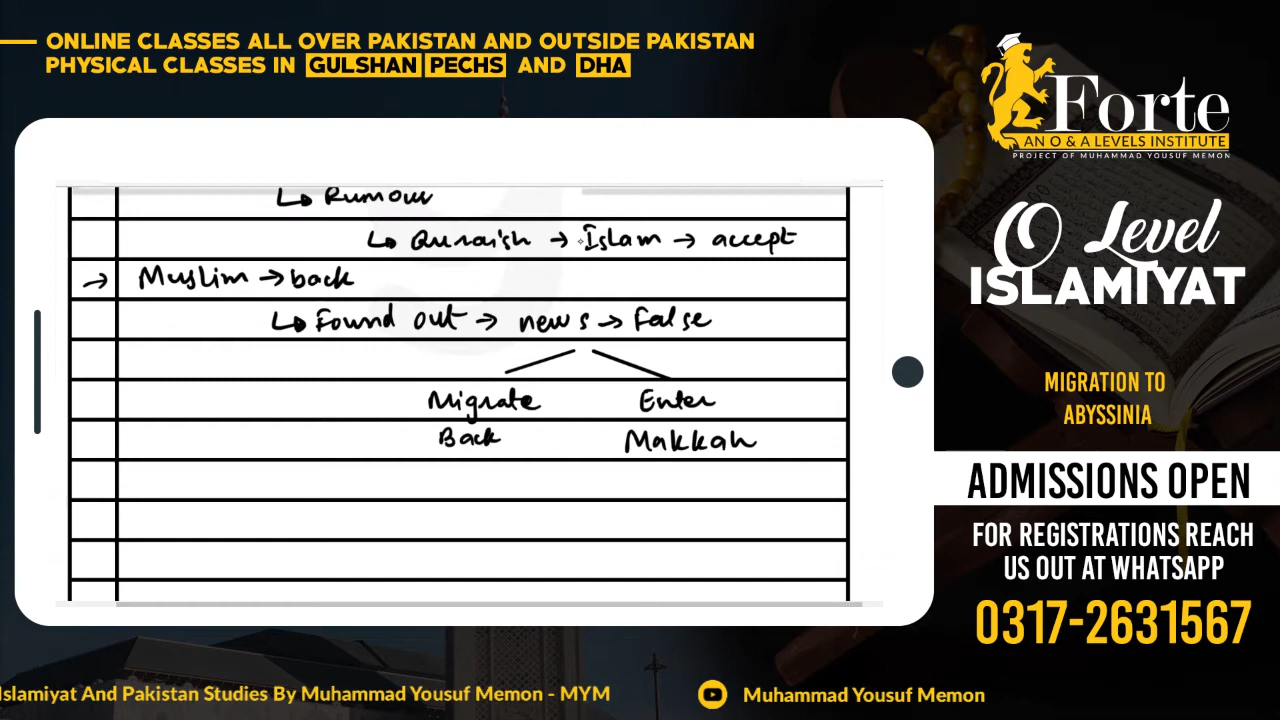 ONLINE CLASSES ALL OVER PAKISTAN AND OUTSIDE PAKISTAN
PHYSICAL CLASSES IN GULSHAN PECHS AND DHA
Forte
AN O & A LEVELS INSTITUTE
PROJECT OF MUHAMMAD YOUSUF MEMON
↳ Rumour
↳ Quraish → Islam → accept
→ Muslim → back
↳ Found out → news → False
Migrate Enter
Back Makkah
O Level
ISLAMIYAT
MIGRATION TO
ABYSSINIA
ADMISSIONS OPEN
FOR REGISTRATIONS REACH
US OUT AT WHATSAPP
0317-2631567
Islamiyat And Pakistan Studies By Muhammad Yousuf Memon - MYM
Muhammad Yousuf Memon